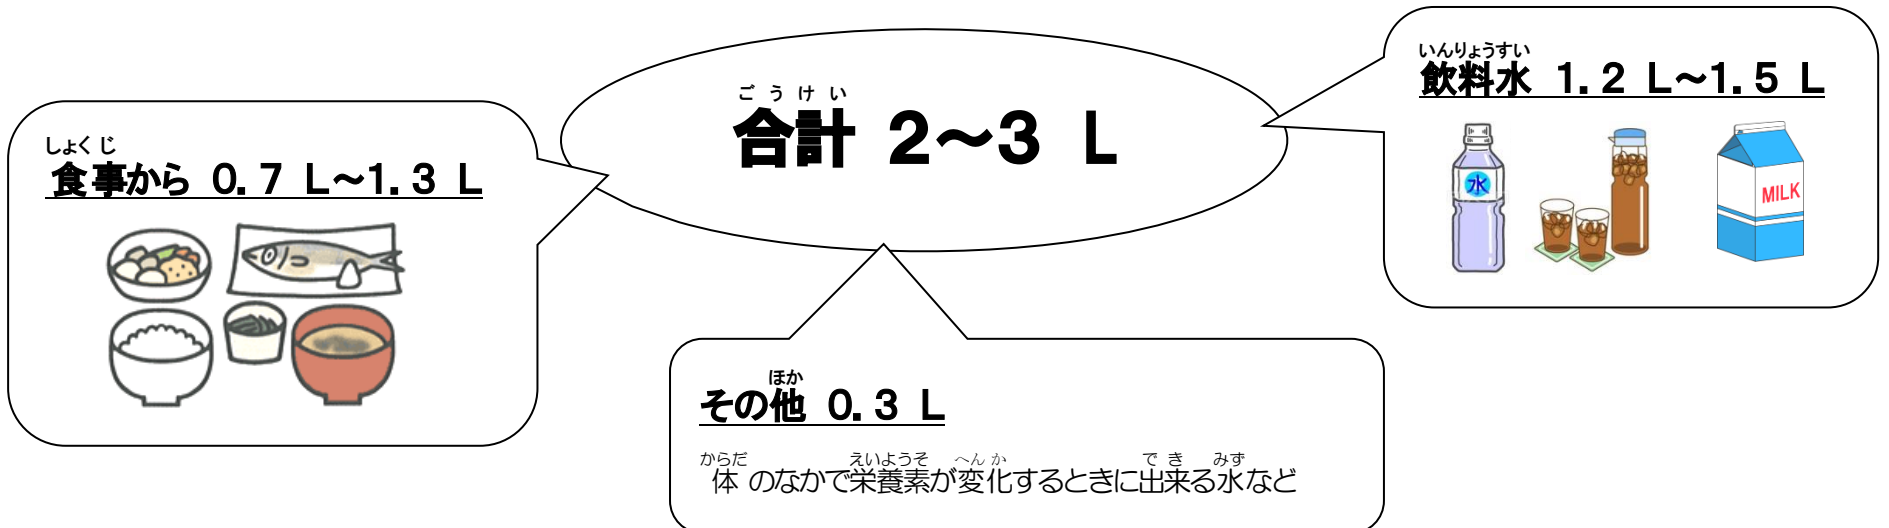 ごうけい
合計 2～3 L
しょくじ
食事から 0.7 L～1.3 L
いんりょうすい
飲料水 1.2 L～1.5 L
水
MILK
ほか
その他 0.3 L
からだ えいようそ へんか でき みず
体のなかで栄養素が変化するときに出来る水など